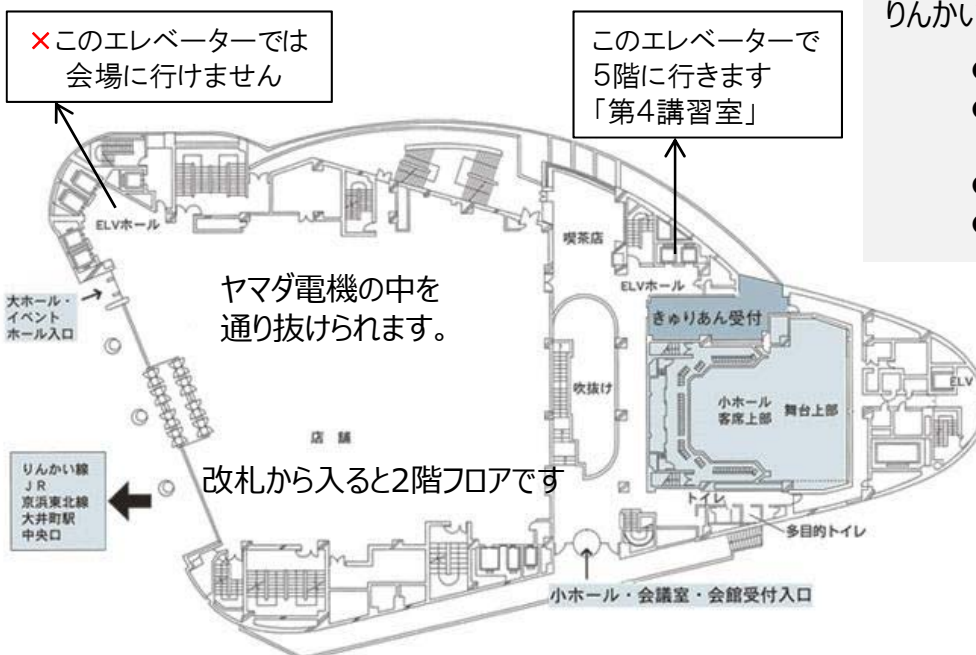 りんかい
×このエレベーターでは
会場に行けません
このエレベーターで
5階に行きます
「第4講習室」
ELVホール
喫茶店
ELVホール
きゅりあん受付
大ホール・
イベント
ホール入口
ヤマダ電機の中を
通り抜けられます。
吹抜け
小ホール
客席上部
舞台上部
ELV
店舗
改札から入ると2階フロアです
りんかい線
JR
京浜東北線
大井町駅
中央口
トイレ
多目的トイレ
小ホール・会議室・会館受付入口